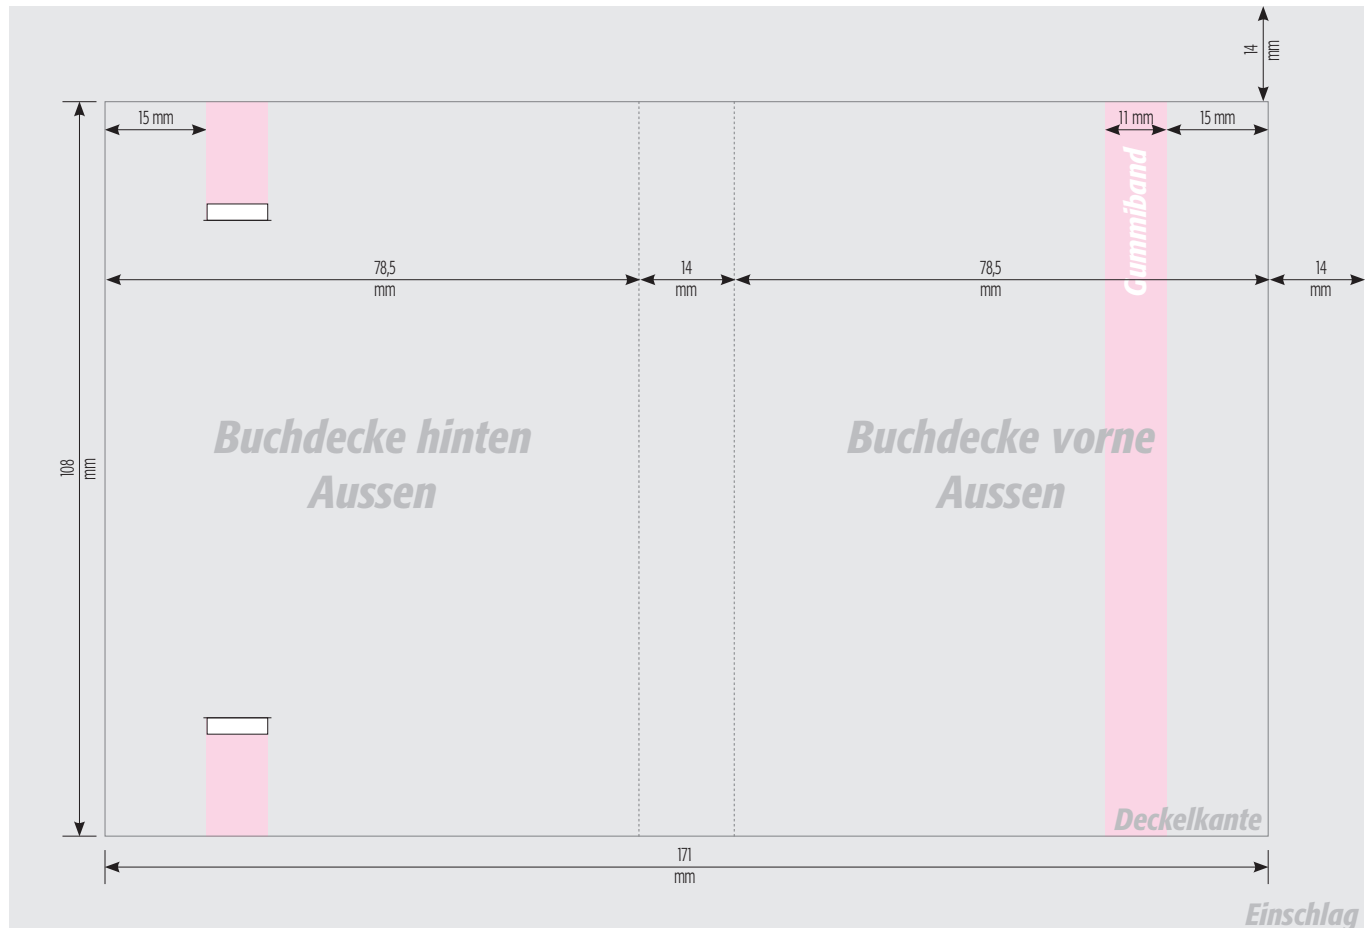 14
mm
15 mm
11 mm
15 mm
Gummiband
78,5
mm
14
mm
78,5
mm
14
mm
Buchdecke hinten
Aussen
Buchdecke vorne
Aussen
108
mm
Deckelkante
171
mm
Einschlag